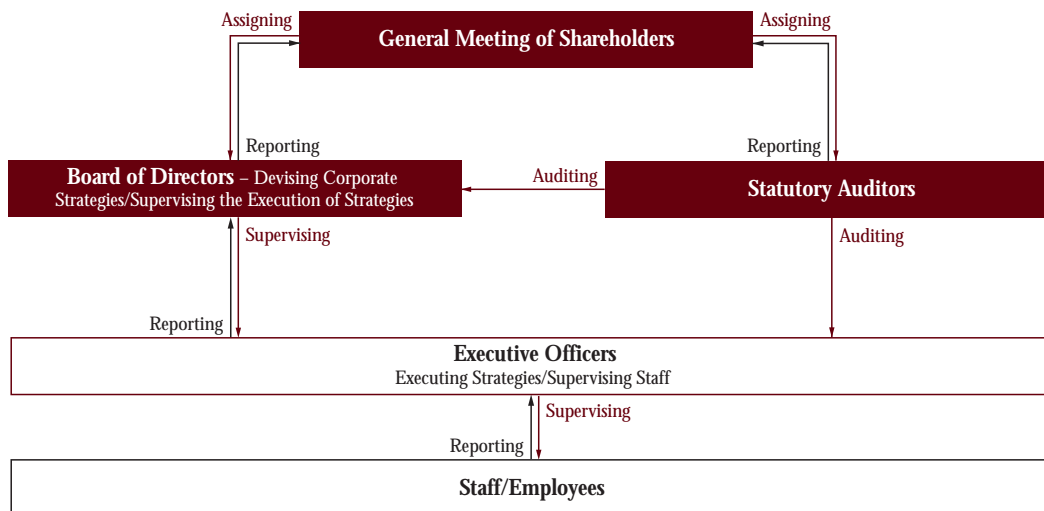 Assigning
General Meeting of Shareholders
Assigning
Reporting
Reporting
Board of Directors – Devising Corporate
Strategies/Supervising the Execution of Strategies
Auditing
Statutory Auditors
Supervising
Auditing
Reporting
Executive Officers
Executing Strategies/Supervising Staff
Supervising
Reporting
Staff/Employees